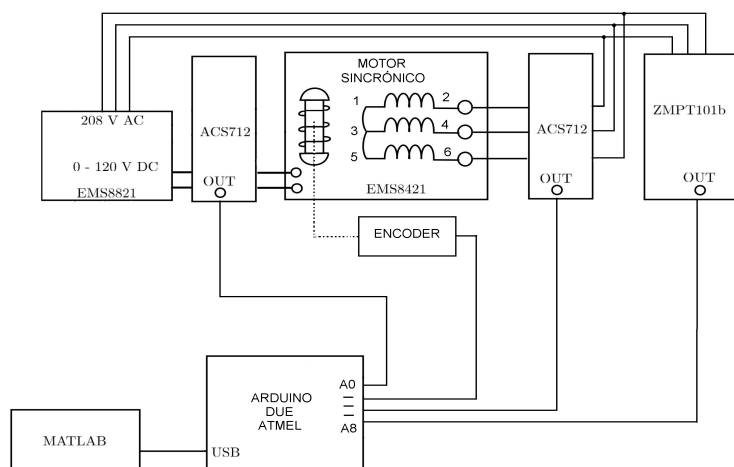 208 V AC
0 - 120 V DC
EMS8821
ACS712
OUT
MOTOR
SINCRÓNICO
1
2
3
4
5
6
EMS8421
ACS712
OUT
ZMPT101b
OUT
ENCODER
ARDUINO
DUE
ATMEL
A0
A8
USB
MATLAB